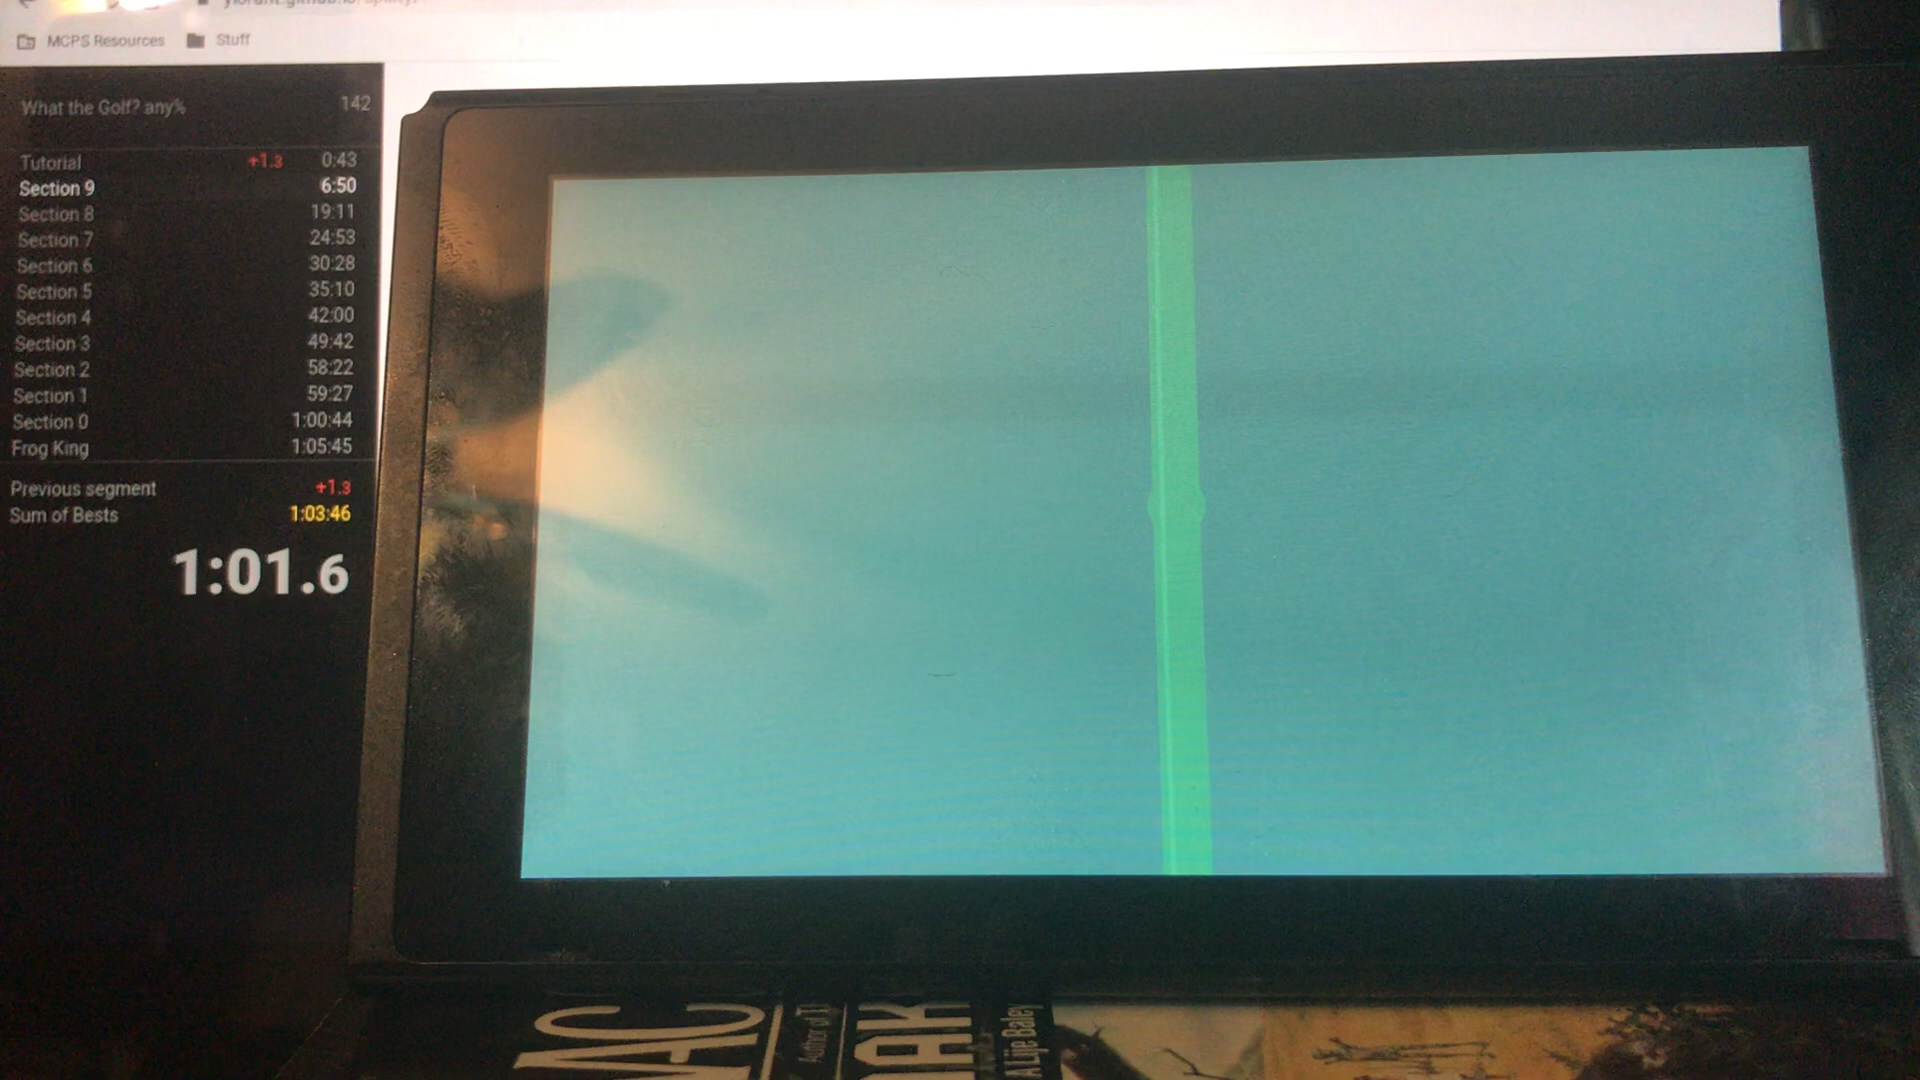 MCPS Resources Stuff
What the Golf? any% 142
Tutorial +1.3 0:43
Section 9 6:50
Section 8 19:11
Section 7 24:53
Section 6 30:28
Section 5 35:10
Section 4 42:00
Section 3 49:42
Section 2 58:22
Section 1 59:27
Section 0 1:00:44
Frog King 1:05:45
Previous segment +1.3
Sum of Bests 1:03:46
1:01.6
AC
Author of
A Lije Baley